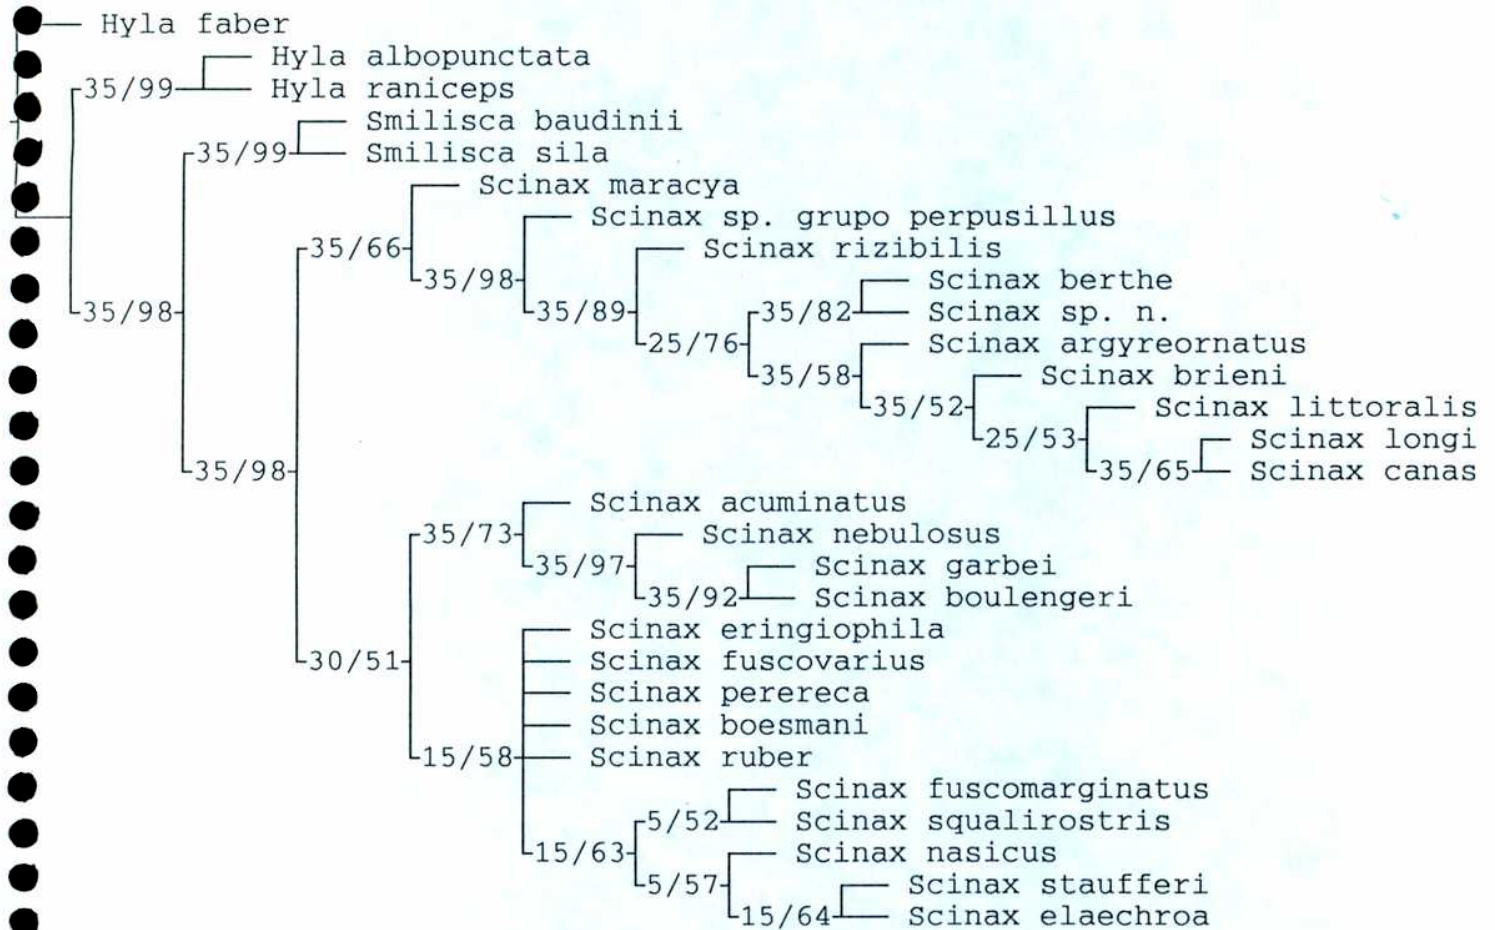 Hyla faber
Hyla albopunctata
35/99 Hyla raniceps
Smilisca baudinii
35/99 Smilisca sila
Scinax maracya
Scinax sp. grupo perpusillus
35/66 Scinax rizibilis
35/98 Scinax berthe
35/98 35/89 35/82 Scinax sp. n.
25/76 Scinax argyreornatus
35/58 Scinax brieni
35/52 Scinax littoralis
25/53 Scinax longi
35/98 35/65 Scinax canas
Scinax acuminatus
35/73 Scinax nebulosus
35/97 Scinax garbei
35/92 Scinax boulengeri
Scinax eringiophila
30/51 Scinax fuscovarius
Scinax perereca
Scinax boesmani
15/58 Scinax ruber
Scinax fuscomarginatus
5/52 Scinax squalirostris
15/63 Scinax nasicus
5/57 Scinax staufferi
15/64 Scinax elaechroa